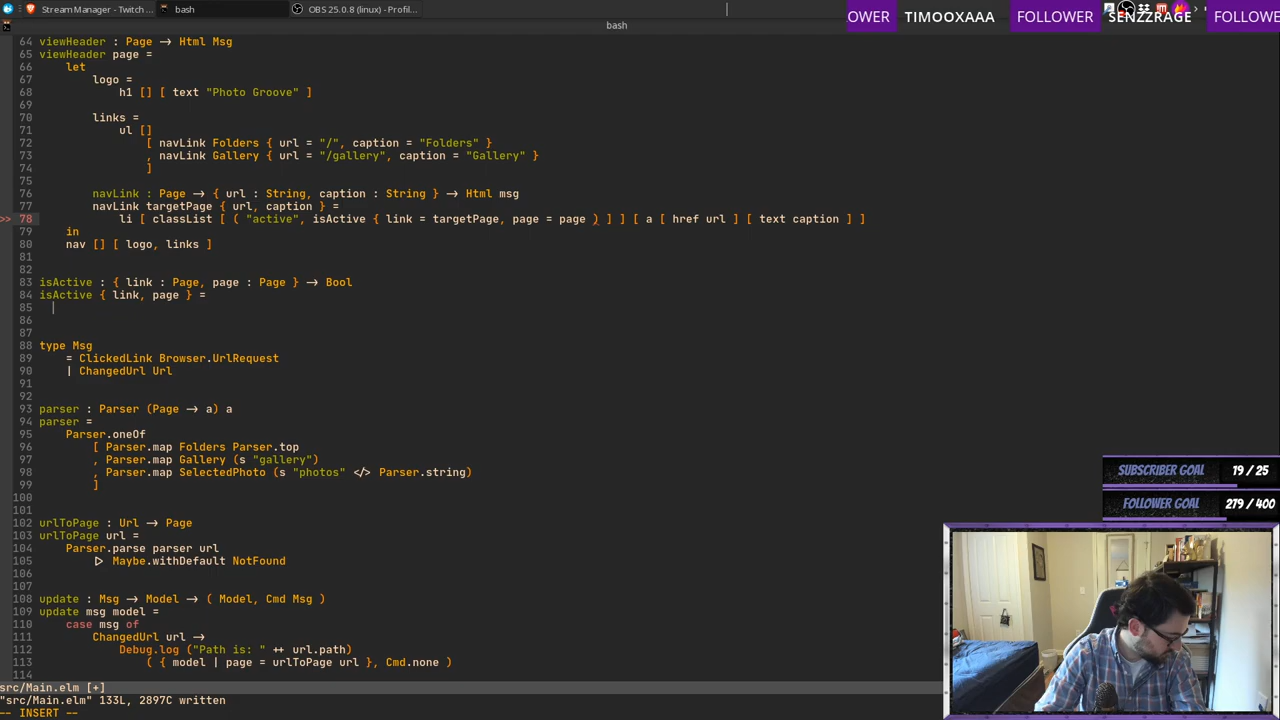 Stream Manager - Twitch ...
bash
OBS 25.0.8 (linux) - Profil...
bash
OWER TIMOOXAAA FOLLOWER SENZZRAGE FOLLOWE
64 viewHeader : Page → Html Msg
65 viewHeader page =
66 let
67 logo =
68 h1 [] [ text "Photo Groove" ]
69
70 links =
71 ul []
72 [ navLink Folders { url = "/", caption = "Folders" }
73 , navLink Gallery { url = "/gallery", caption = "Gallery" }
74 ]
75
76 navLink : Page → { url : String, caption : String } → Html msg
77 navLink targetPage { url, caption } =
>> 78 li [ classList [ ( "active", isActive { link = targetPage, page = page ) ] ] [ a [ href url ] [ text caption ] ]
79 in
80 nav [] [ logo, links ]
81
82
83 isActive : { link : Page, page : Page } → Bool
84 isActive { link, page } =
85
86
87
88 type Msg
89 = ClickedLink Browser.UrlRequest
90 | ChangedUrl Url
91
92
93 parser : Parser (Page → a) a
94 parser =
95 Parser.oneOf
96 [ Parser.map Folders Parser.top
97 , Parser.map Gallery (s "gallery")
98 , Parser.map SelectedPhoto (s "photos" </> Parser.string)
99 ]
100
101
102 urlToPage : Url → Page
103 urlToPage url =
104 Parser.parse parser url
105 |> Maybe.withDefault NotFound
106
107
108 update : Msg → Model → ( Model, Cmd Msg )
109 update msg model =
110 case msg of
111 ChangedUrl url →
112 Debug.log ("Path is: " ++ url.path)
113 ( { model | page = urlToPage url }, Cmd.none )
114
SUBSCRIBER GOAL 19 / 25
FOLLOWER GOAL 279 / 400
src/Main.elm [+]
"src/Main.elm" 133L, 2897C written
-- INSERT --